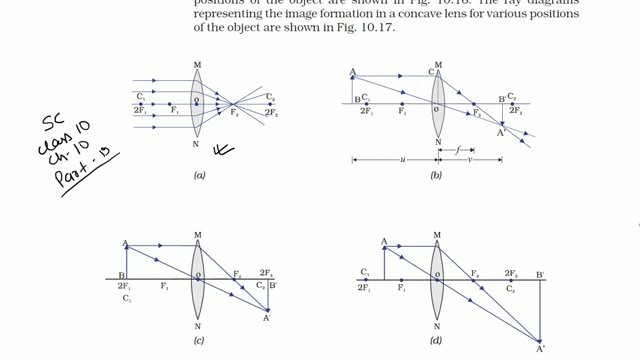 positions of the object are shown in Fig. 10.16. The ray diagrams
representing the image formation in a concave lens for various positions
of the object are shown in Fig. 10.17.
SC
class 10
ch-10
Part-13
M
C₁
2F₁
F₁
O
F₂
C₂
2F₂
N
(a)
A
M
C
B
C₁
2F₁
F₁
O
F₂
B'
C₂
2F₂
A'
N
f
u
v
(b)
M
A
B
2F₁
C₁
F₁
O
F₂
2F₂
C₂
B'
A'
N
(c)
M
A
C₁
2F₁
F₁
B
O
F₂
2F₂
C₂
B'
N
A'
(d)